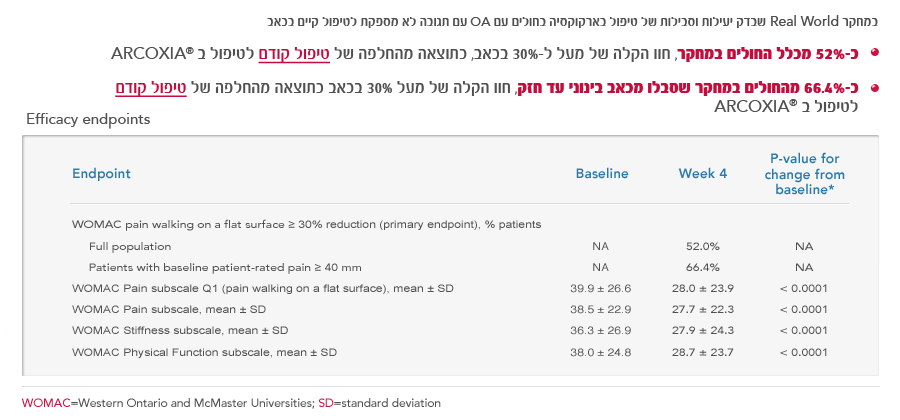 במחקר Real World שבדק יעילות וסבילות של טיפול בארקוקסיה בחולים עם OA עם תגובה לא מספקת לטיפול קיים בכאב
כ-52% מכלל החולים במחקר, חוו הקלה של מעל ל-30% בכאב, כתוצאה מהחלפה של טיפול קודם לטיפול ב ®ARCOXIA
כ-66.4% מהחולים במחקר שסבלו מכאב בינוני עד חזק, חוו הקלה של מעל 30% בכאב כתוצאה מהחלפה של טיפול קודם
לטיפול ב ®ARCOXIA
Efficacy endpoints
Endpoint Baseline Week 4 P-value for
change from
baseline*
WOMAC pain walking on a flat surface ≥ 30% reduction (primary endpoint), % patients
Full population NA 52.0% NA
Patients with baseline patient-rated pain ≥ 40 mm NA 66.4% NA
WOMAC Pain subscale Q1 (pain walking on a flat surface), mean ± SD 39.9 ± 26.6 28.0 ± 23.9 < 0.0001
WOMAC Pain subscale, mean ± SD 38.5 ± 22.9 27.7 ± 22.3 < 0.0001
WOMAC Stiffness subscale, mean ± SD 36.3 ± 26.9 27.9 ± 24.3 < 0.0001
WOMAC Physical Function subscale, mean ± SD 38.0 ± 24.8 28.7 ± 23.7 < 0.0001
WOMAC=Western Ontario and McMaster Universities; SD=standard deviation